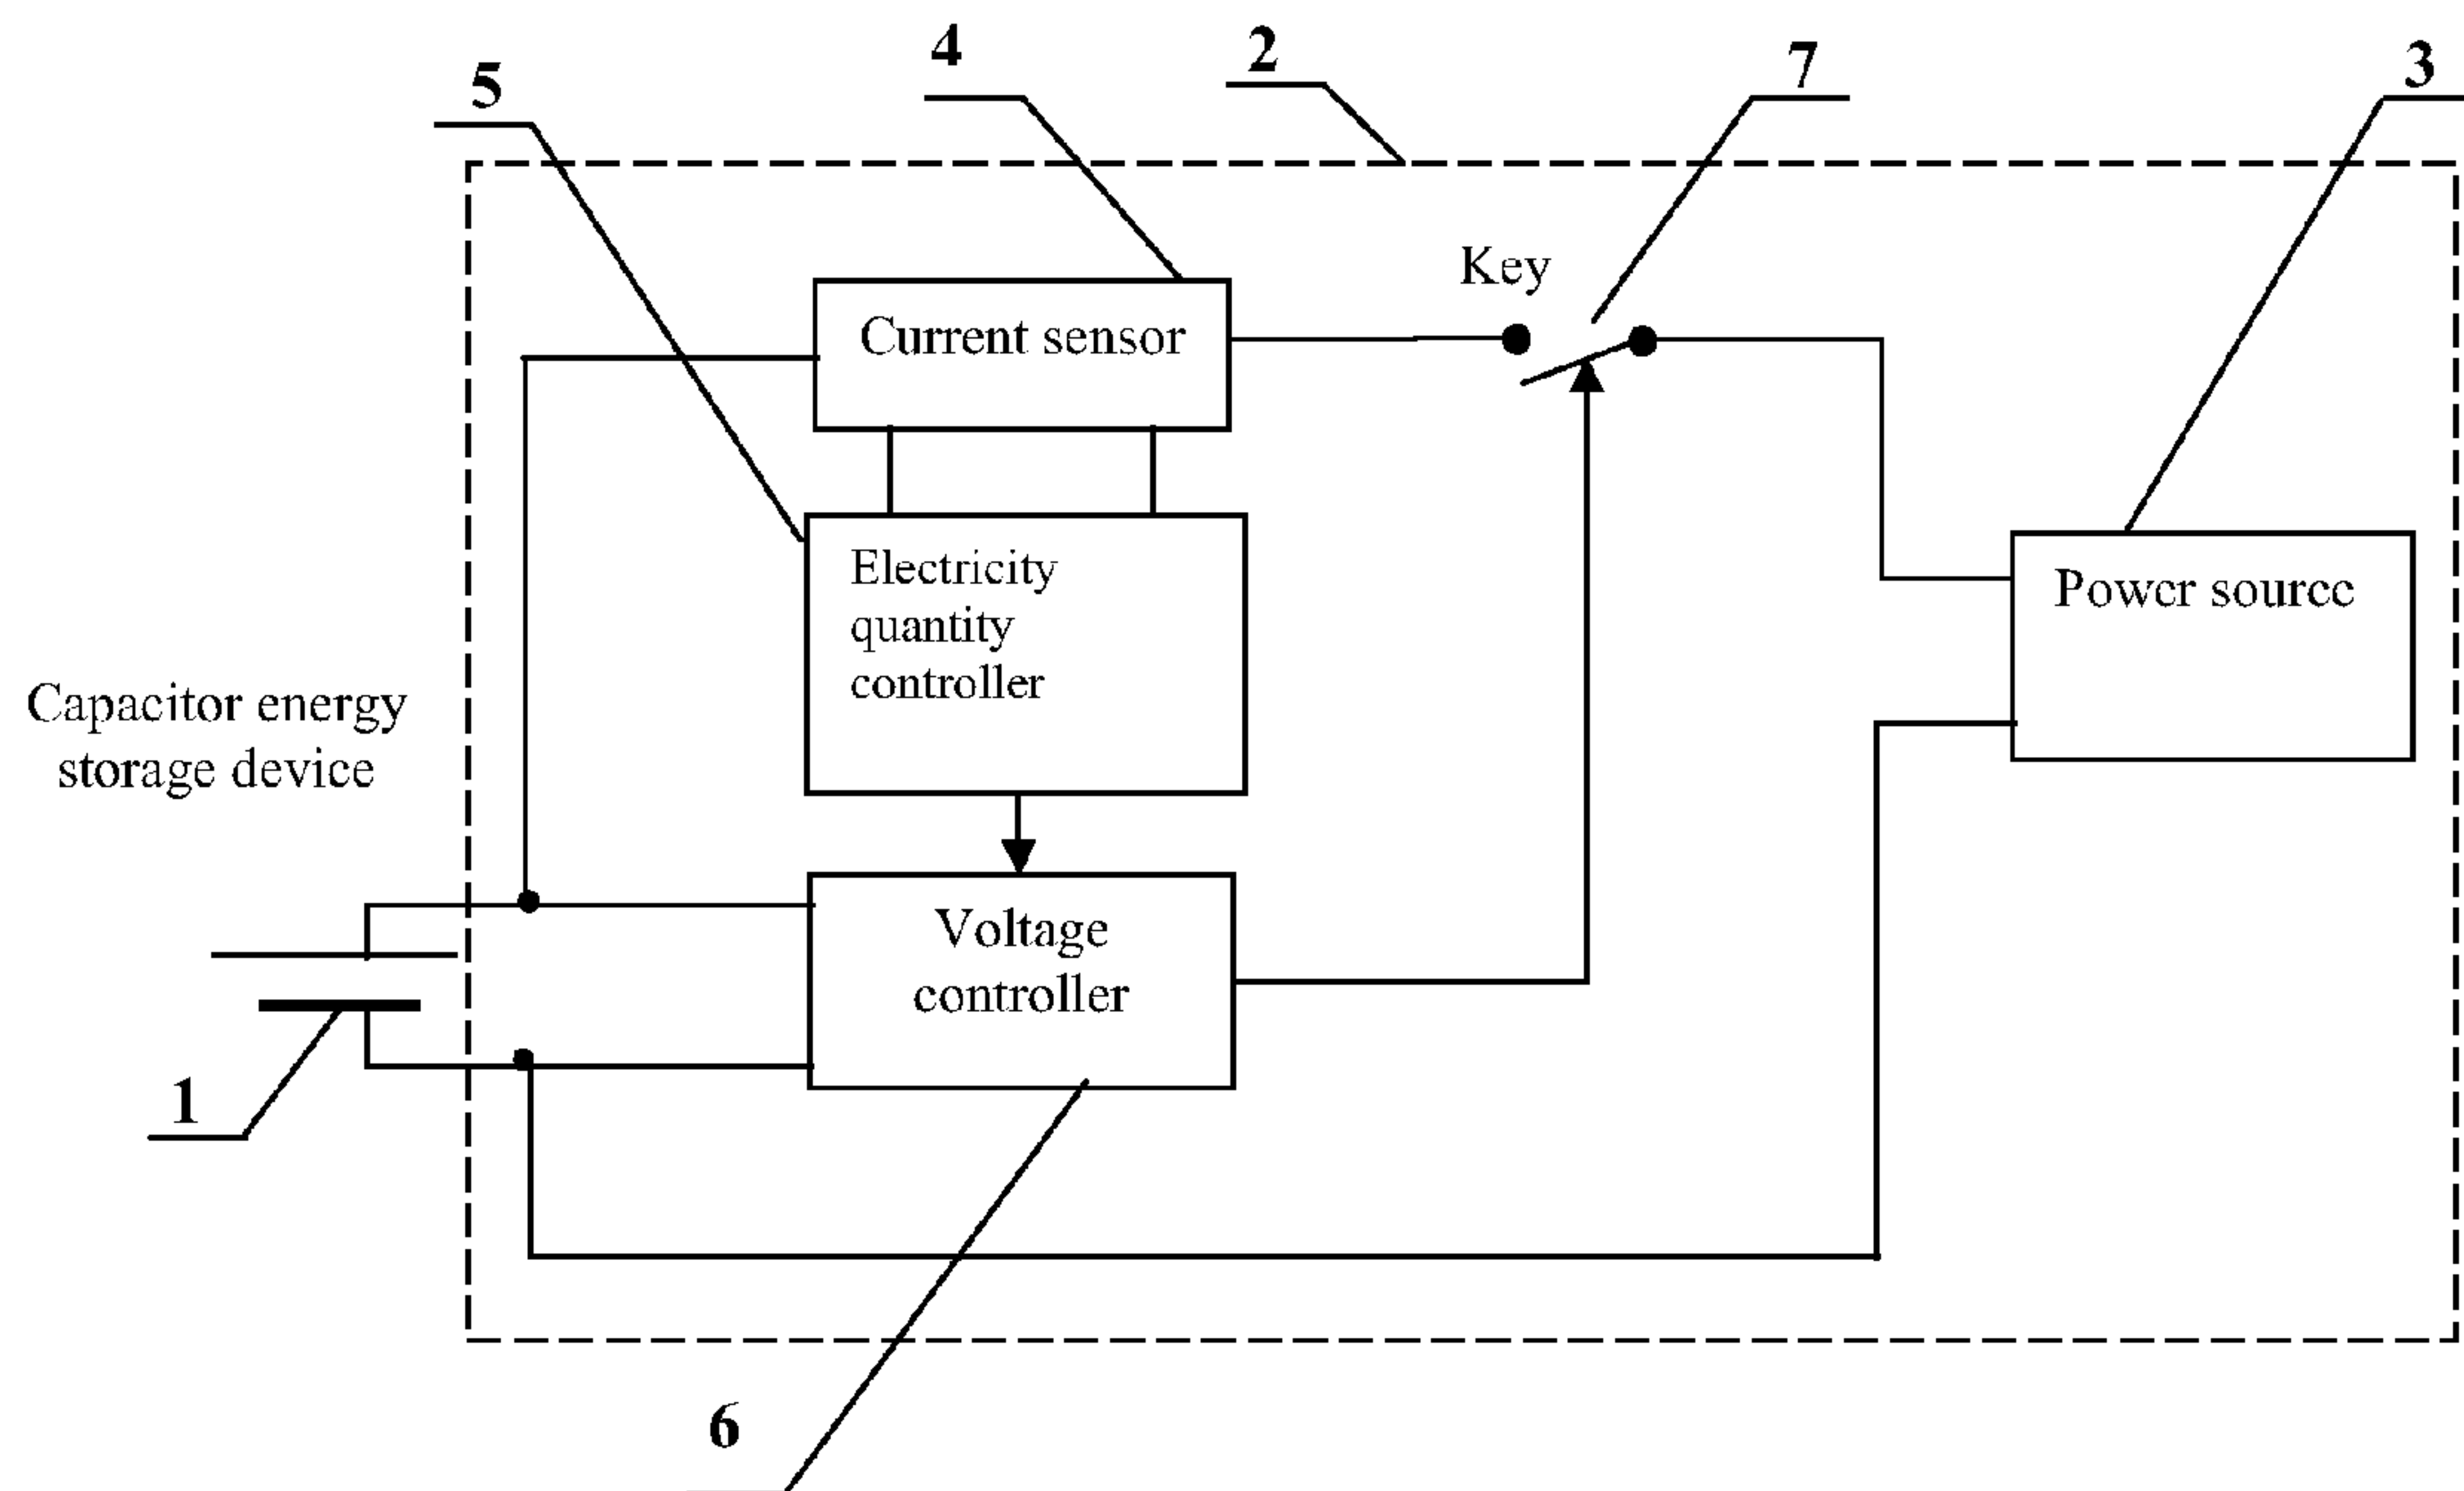 4
2
7
3
5
Key
Current sensor
Electricity
quantity
controller
Power source
Capacitor energy
storage device
Voltage
controller
1
6